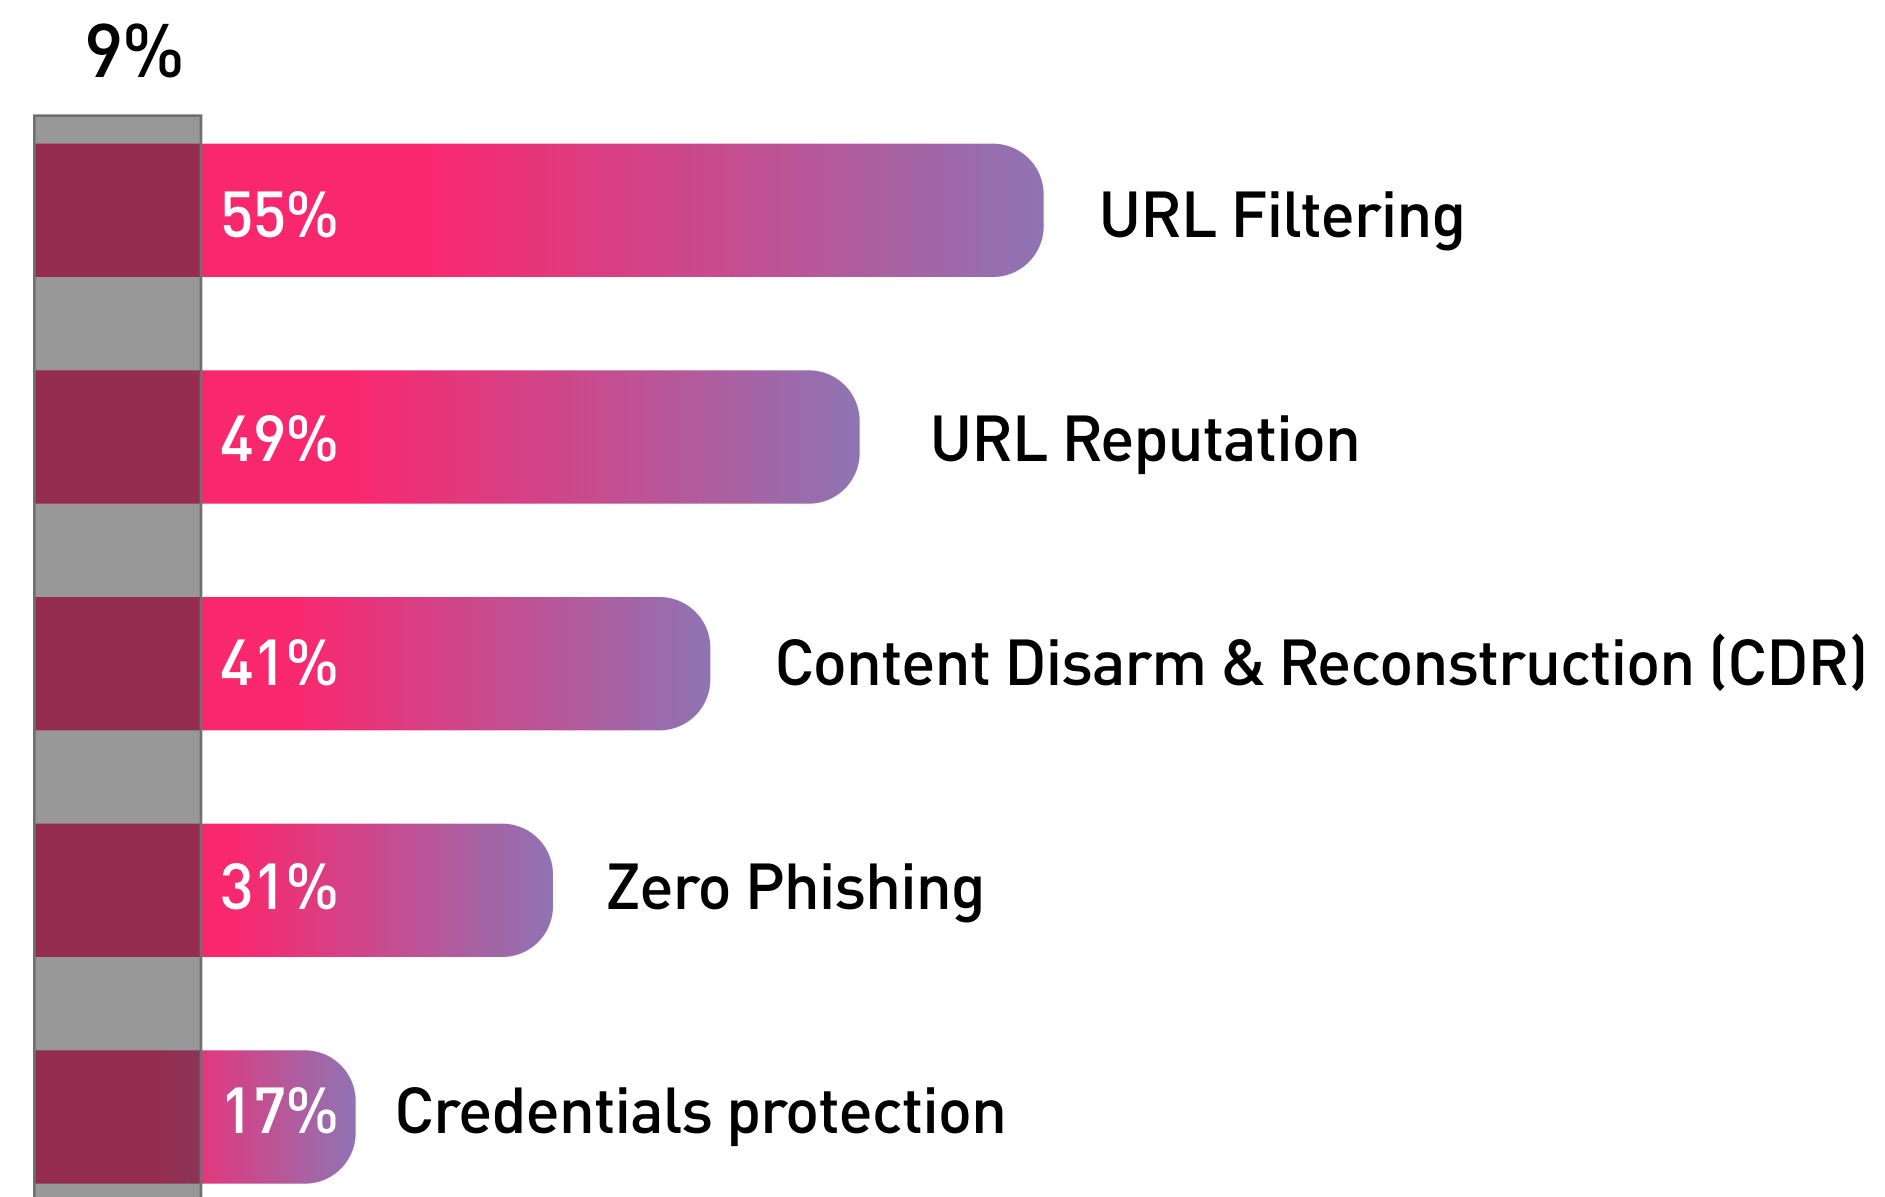 9%
55% URL Filtering
49% URL Reputation
41% Content Disarm & Reconstruction (CDR)
31% Zero Phishing
17% Credentials protection